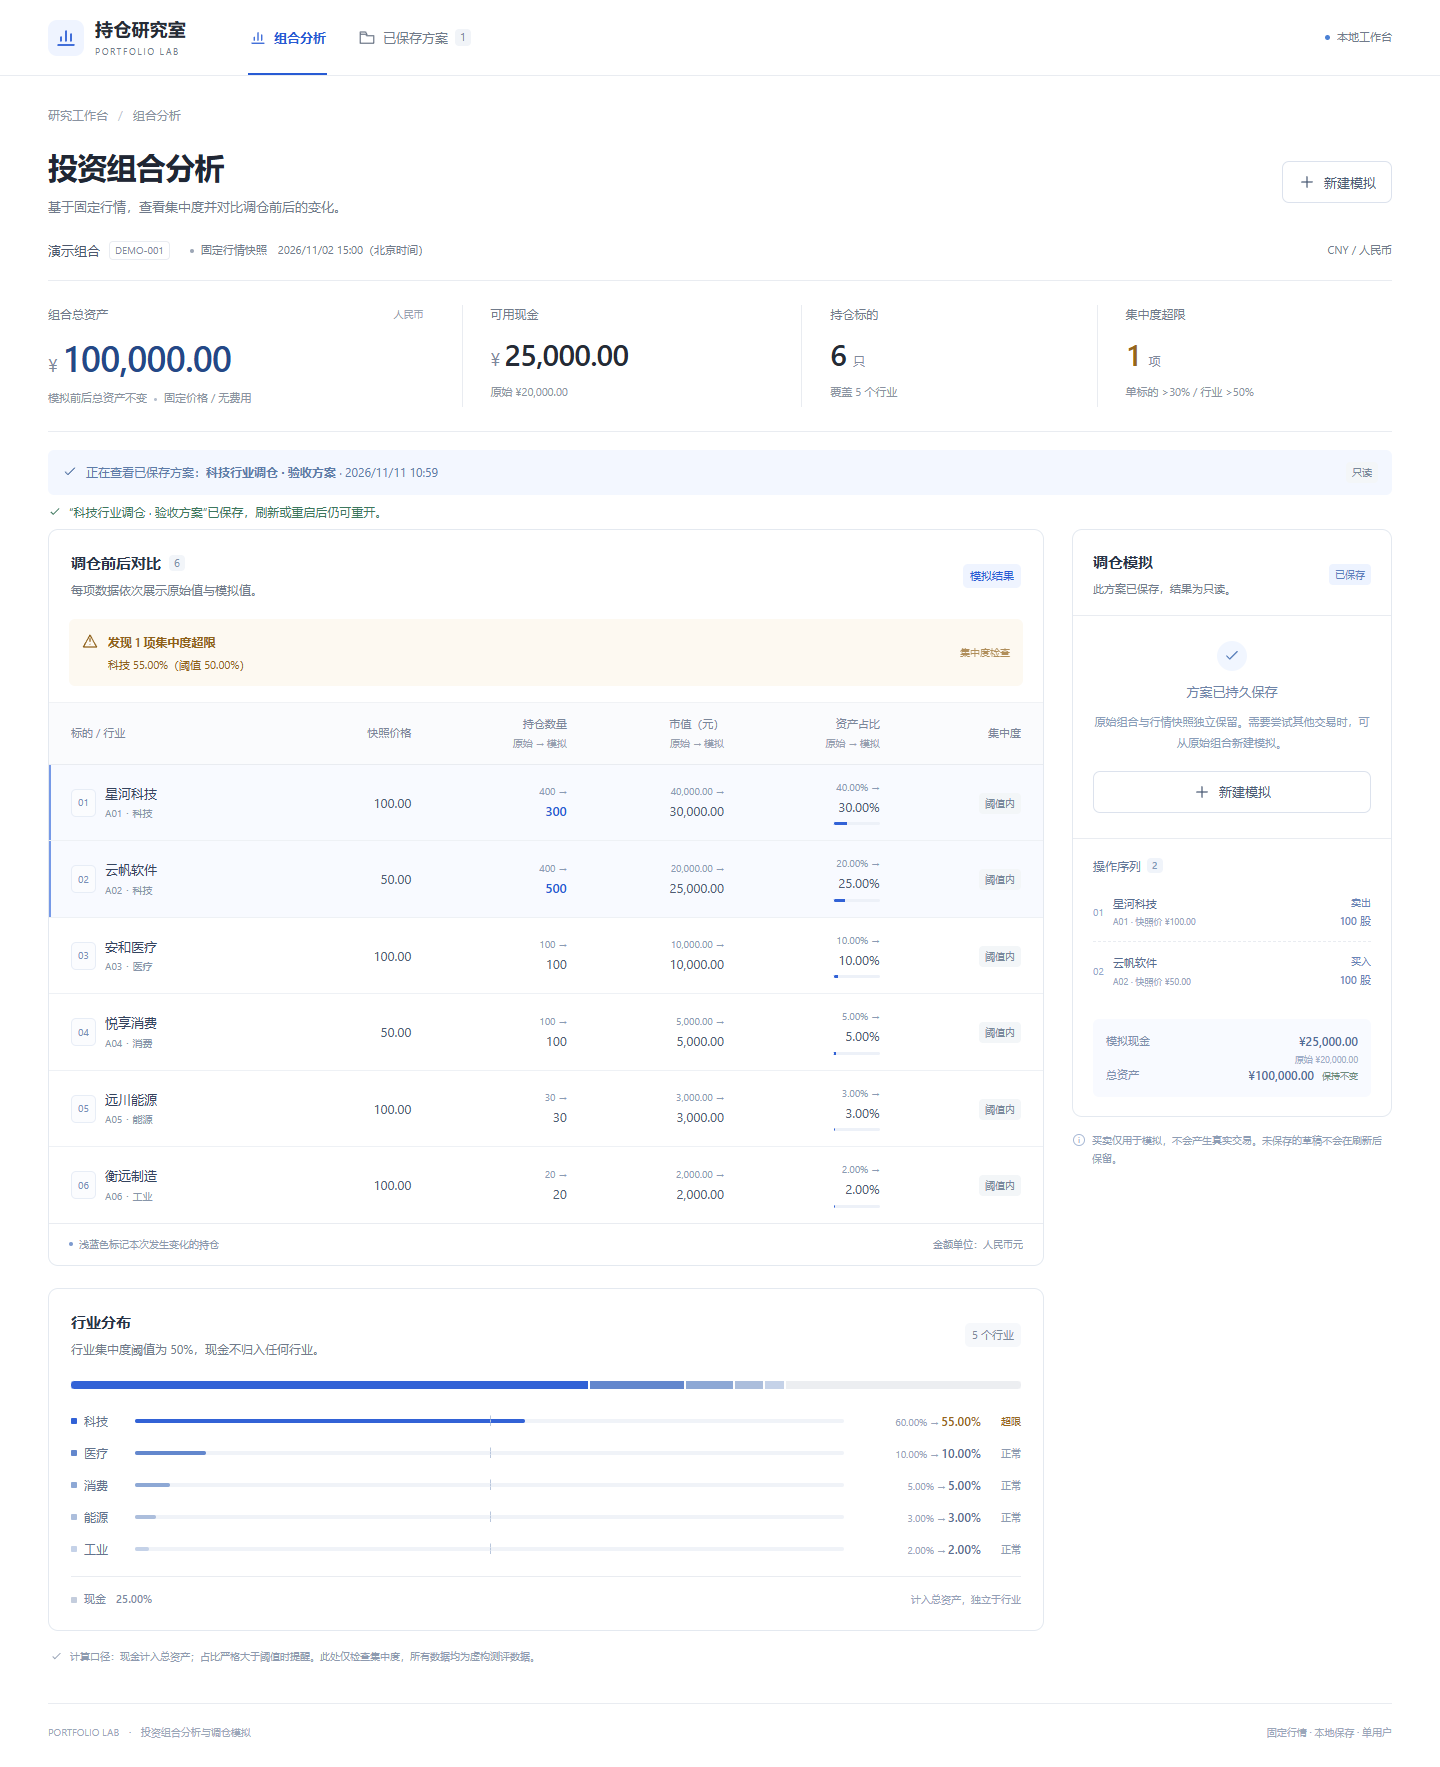 持仓研究室
PORTFOLIO LAB
组合分析
已保存方案 1
本地工作台
研究工作台 / 组合分析
投资组合分析
基于固定行情，查看集中度并对比调仓前后的变化。
新建模拟
演示组合 DEMO-001 固定行情快照 2026/11/02 15:00（北京时间）
CNY / 人民币
组合总资产 人民币
¥ 100,000.00
模拟前后总资产不变 • 固定价格 / 无费用
可用现金
¥ 25,000.00
原始 ¥20,000.00
持仓标的
6 只
覆盖 5 个行业
集中度超限
1 项
单标的 >30% / 行业 >50%
正在查看已保存方案：科技行业调仓 · 验收方案 · 2026/11/11 10:59
只读
“科技行业调仓 · 验收方案”已保存，刷新或重启后仍可重开。
调仓前后对比 6
每项数据依次展示原始值与模拟值。
模拟结果
发现 1 项集中度超限
科技 55.00%（阈值 50.00%）
集中度检查
标的 / 行业 快照价格 持仓数量 市值（元） 资产占比 集中度
原始 → 模拟 原始 → 模拟 原始 → 模拟
01 星河科技 100.00 400 → 40,000.00 → 40.00% → 阈值内
A01 · 科技 300 30,000.00 30.00%
02 云帆软件 50.00 400 → 20,000.00 → 20.00% → 阈值内
A02 · 科技 500 25,000.00 25.00%
03 安和医疗 100.00 100 → 10,000.00 → 10.00% → 阈值内
A03 · 医疗 100 10,000.00 10.00%
04 悦享消费 50.00 100 → 5,000.00 → 5.00% → 阈值内
A04 · 消费 100 5,000.00 5.00%
05 远川能源 100.00 30 → 3,000.00 → 3.00% → 阈值内
A05 · 能源 30 3,000.00 3.00%
06 衡远制造 100.00 20 → 2,000.00 → 2.00% → 阈值内
A06 · 工业 20 2,000.00 2.00%
浅蓝色标记本次发生变化的持仓
金额单位：人民币元
调仓模拟
此方案已保存，结果为只读。
已保存
方案已持久保存
原始组合与行情快照独立保留。需要尝试其他交易时，可
从原始组合新建模拟。
新建模拟
操作序列 2
01 星河科技 卖出
A01 · 快照价 ¥100.00 100 股
02 云帆软件 买入
A02 · 快照价 ¥50.00 100 股
模拟现金 ¥25,000.00
原始 ¥20,000.00
总资产 ¥100,000.00 保持不变
买卖仅用于模拟，不会产生真实交易。未保存的草稿不会在刷新后
保留。
行业分布
行业集中度阈值为 50%，现金不归入任何行业。
5 个行业
科技 60.00% → 55.00% 超限
医疗 10.00% → 10.00% 正常
消费 5.00% → 5.00% 正常
能源 3.00% → 3.00% 正常
工业 2.00% → 2.00% 正常
现金 25.00%
计入总资产，独立于行业
计算口径：现金计入总资产；占比严格大于阈值时提醒。此处仅检查集中度，所有数据均为虚构测评数据。
PORTFOLIO LAB · 投资组合分析与调仓模拟
固定行情 · 本地保存 · 单用户